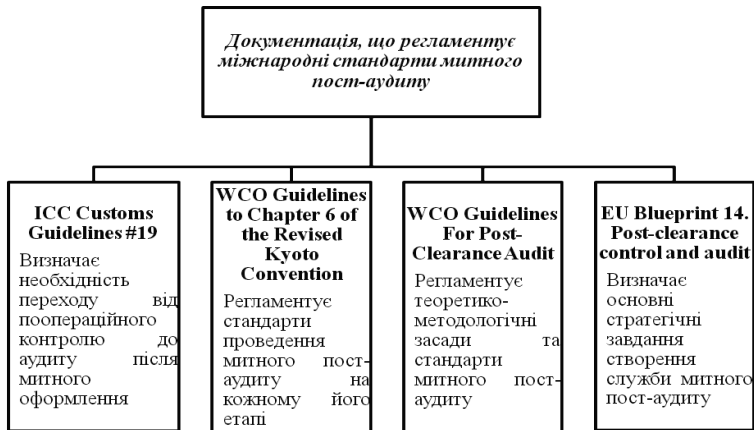 Документація, що регламентує
міжнародні стандарти митного
пост-аудиту
ICC Customs
Guidelines #19
Визначає
необхідність
переходу від
поопераційного
контролю до
аудиту після
митного
оформлення
WCO Guidelines
to Chapter 6 of
the Revised
Kyoto
Convention
Регламентує
стандарти
проведення
митного пост-
аудиту на
кожному його
етапі
WCO Guidelines
For Post-
Clearance Audit
Регламентує
теоретико-
методологічні
засади та
стандарти
митного пост-
аудиту
EU Blueprint 14.
Post-clearance
control and audit
Визначає
основні
стратегічні
завдання
створення
служби митного
пост-аудиту